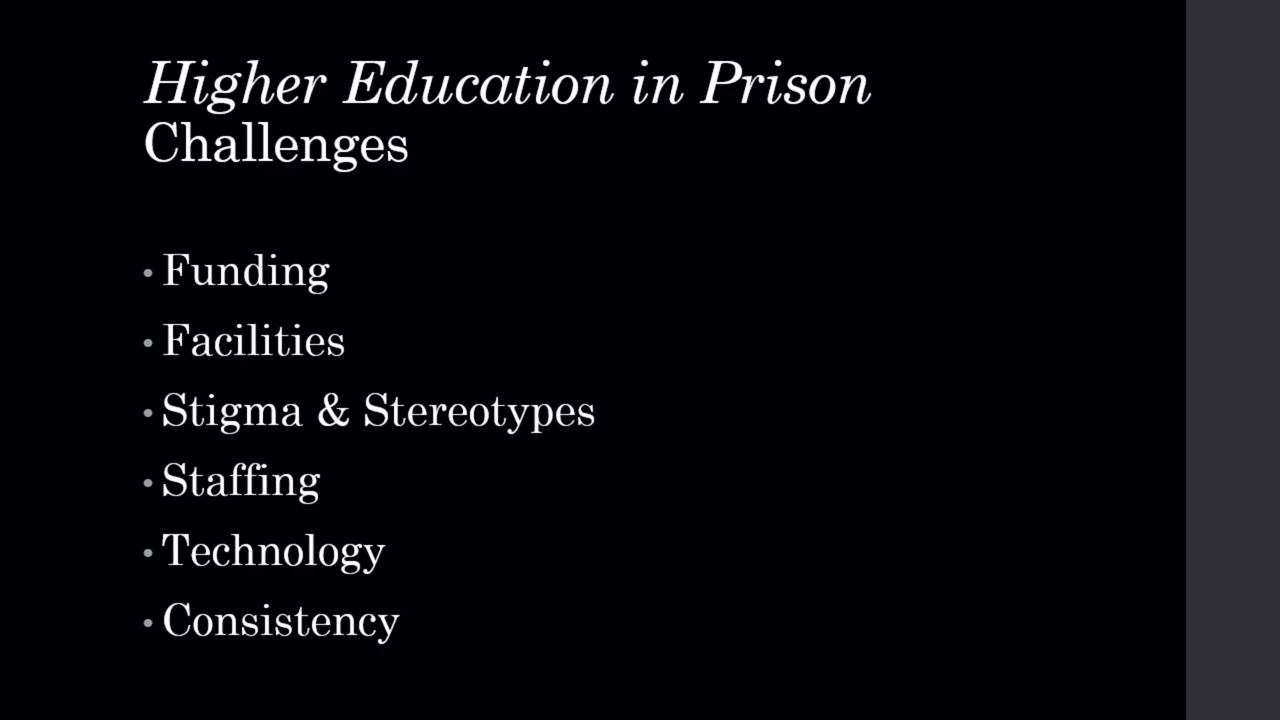 Higher Education in Prison
Challenges
• Funding
• Facilities
• Stigma & Stereotypes
• Staffing
• Technology
• Consistency